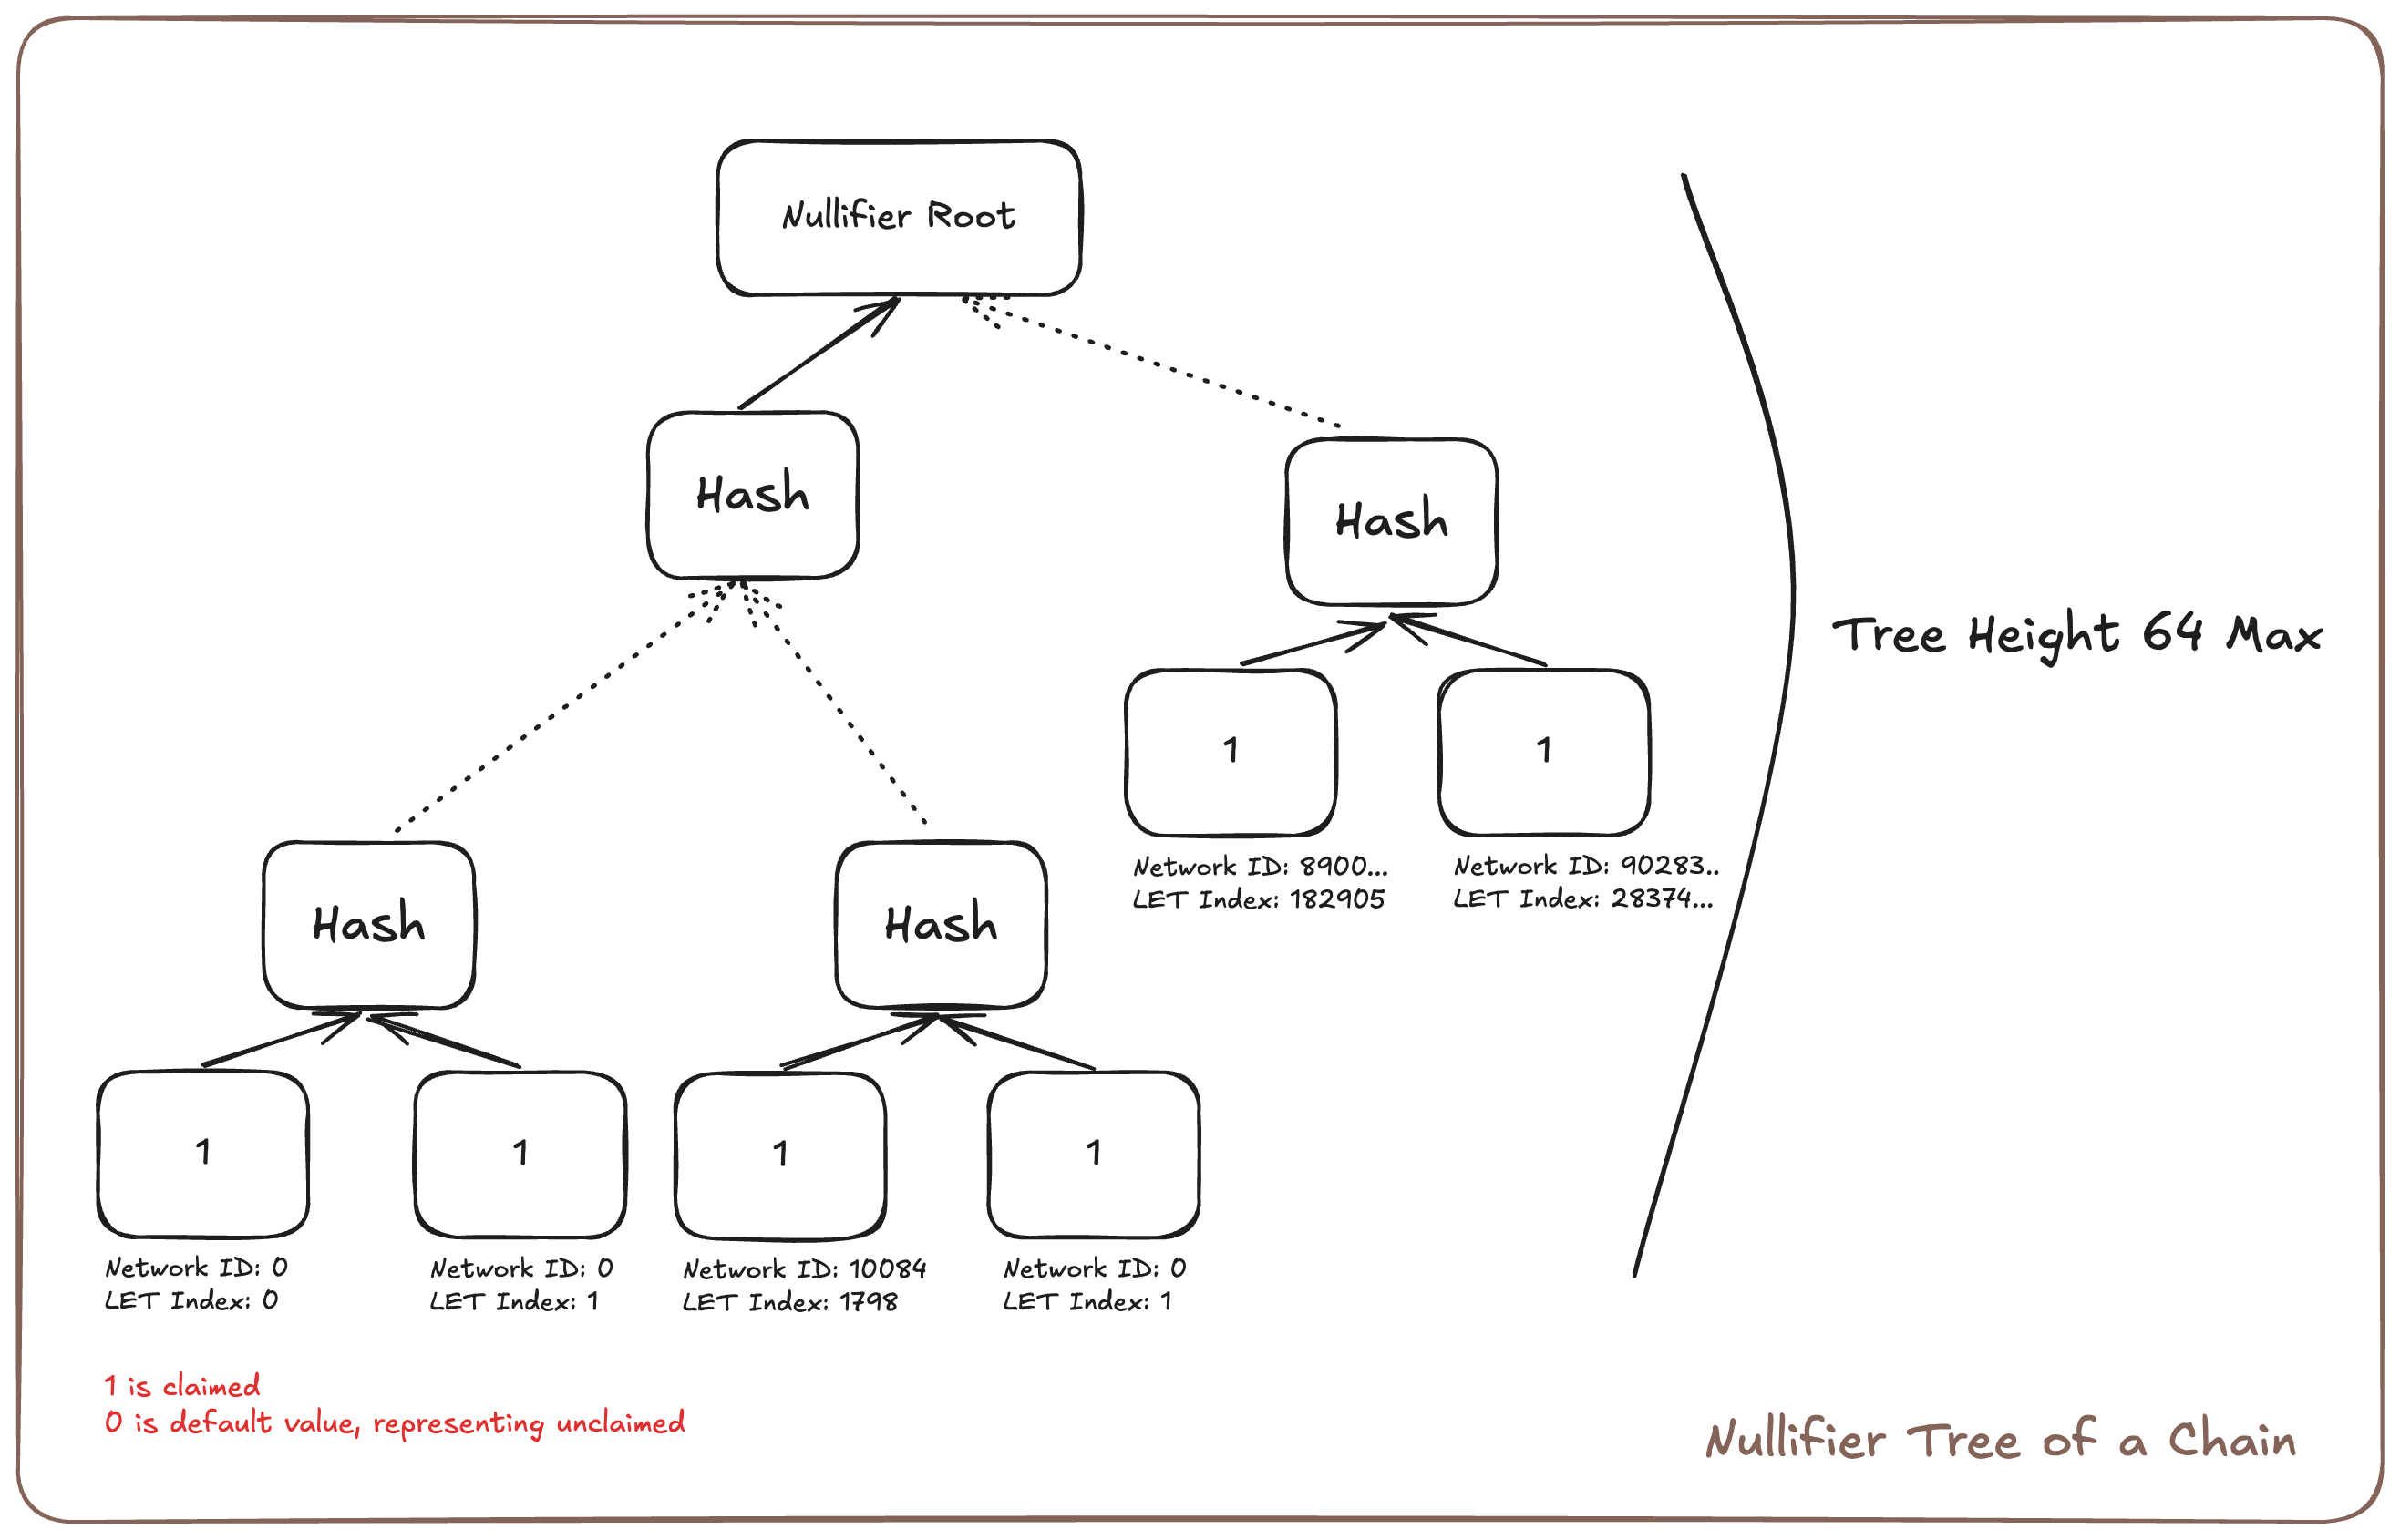 Nullifier Root
Hash
Hash
Tree Height 64 Max
1
1
Network ID: 8900...
LET Index: 182905
Network ID: 90283..
LET Index: 28374...
Hash
Hash
1
1
1
1
Network ID: 0
LET Index: 0
Network ID: 0
LET Index: 1
Network ID: 10084
LET Index: 1798
Network ID: 0
LET Index: 1
1 is claimed
0 is default value, representing unclaimed
Nullifier Tree of a Chain